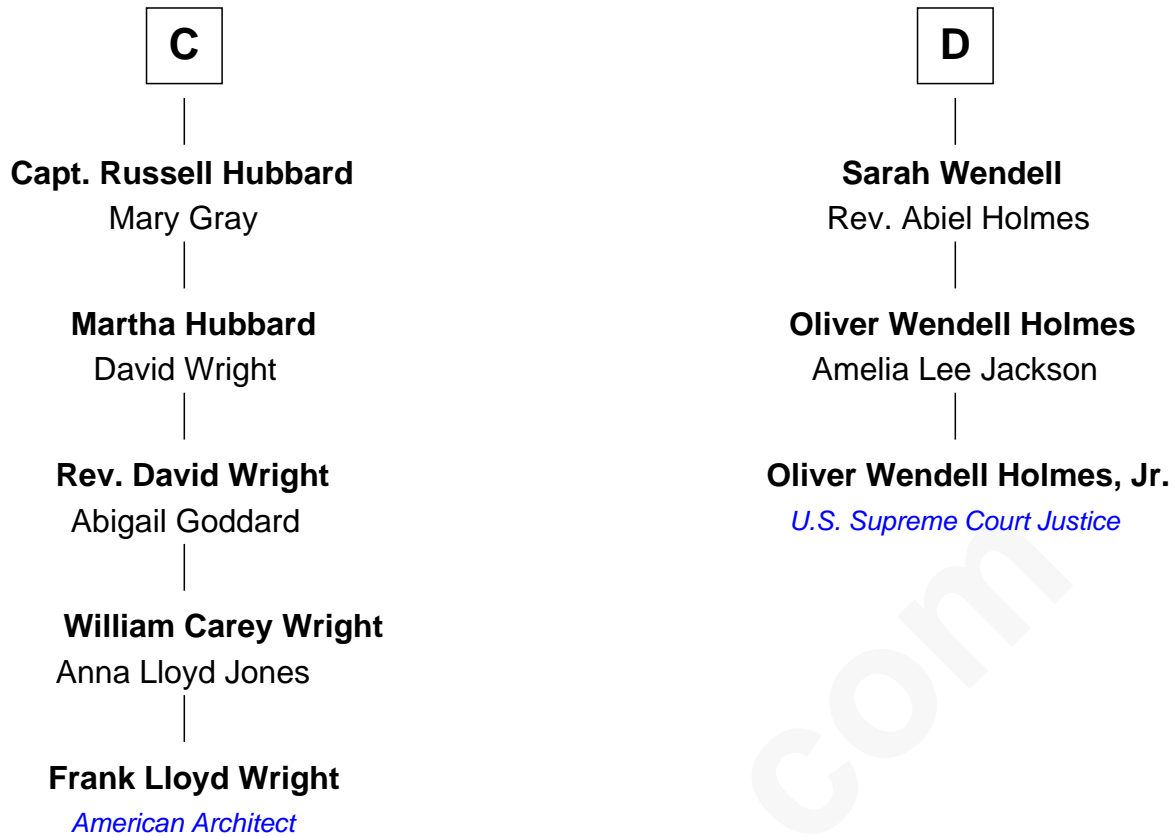 C
Capt. Russell Hubbard
Mary Gray
Martha Hubbard
David Wright
Rev. David Wright
Abigail Goddard
William Carey Wright
Anna Lloyd Jones
Frank Lloyd Wright
American Architect
D
Sarah Wendell
Rev. Abiel Holmes
Oliver Wendell Holmes
Amelia Lee Jackson
Oliver Wendell Holmes, Jr.
U.S. Supreme Court Justice
com